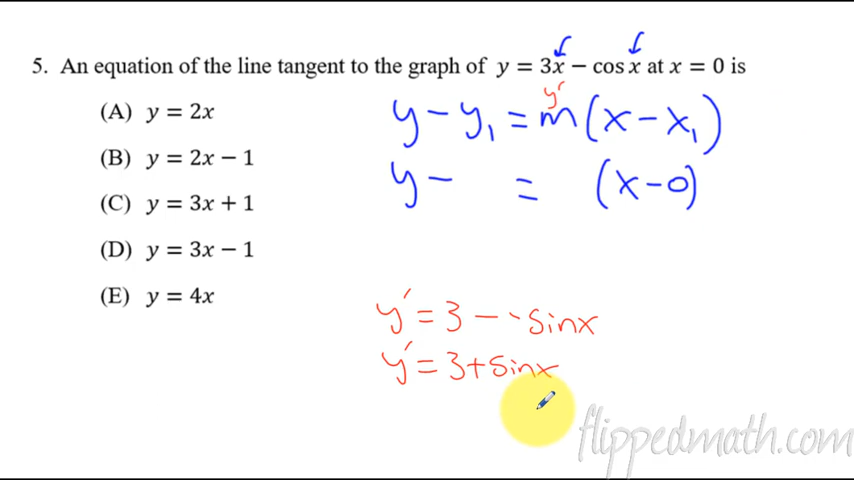 5. An equation of the line tangent to the graph of y = 3x − cos x at x = 0 is
(A) y = 2x
(B) y = 2x − 1
(C) y = 3x + 1
(D) y = 3x − 1
(E) y = 4x
y'
y − y₁ = m(x − x₁)
y − = (x − 0)
y' = 3 − - sinx
y' = 3 + sinx
flippedmath.com